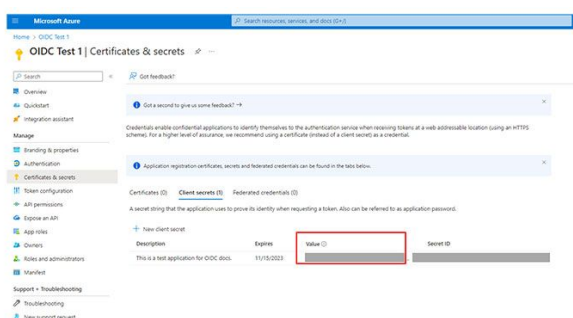 Microsoft Azure
Search resources, services, and docs (G+/)
Home > OIDC Test 1 >
OIDC Test 1 | Certificates & secrets
Search
Got feedback?
Overview
Quickstart
Integration assistant
Got a second to give us some feedback? →
Manage
Credentials enable confidential applications to identify themselves to the authentication service when receiving tokens at a web addressable location (using an HTTPS
scheme). For a higher level of assurance, we recommend using a certificate (instead of a client secret) as a credential.
Branding & properties
Authentication
Certificates & secrets
Token configuration
API permissions
Expose an API
App roles
Owners
Roles and administrators
Manifest
Application registration certificates, secrets and federated credentials can be found in the tabs below.
Certificates (0) Client secrets (1) Federated credentials (0)
A secret string that the application uses to prove its identity when requesting a token. Also can be referred to as application password.
New client secret
Description Expires Value Secret ID
This is a test application for OIDC docs. 11/15/2023
Support + Troubleshooting
Troubleshooting
New support request